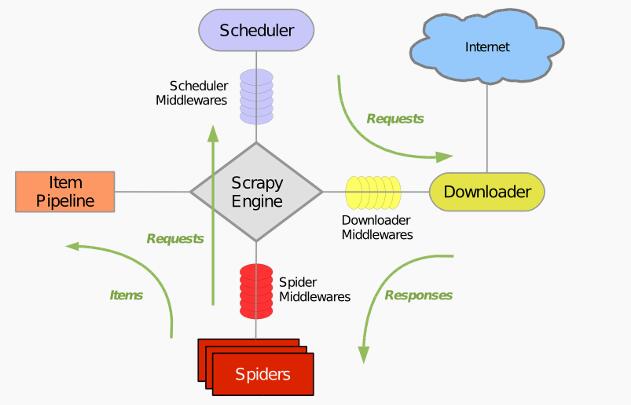 Scheduler
Internet
Scheduler
Middlewares
Requests
Item
Pipeline
Scrapy
Engine
Downloader
Downloader
Middlewares
Requests
Items
Spider
Middlewares
Responses
Spiders